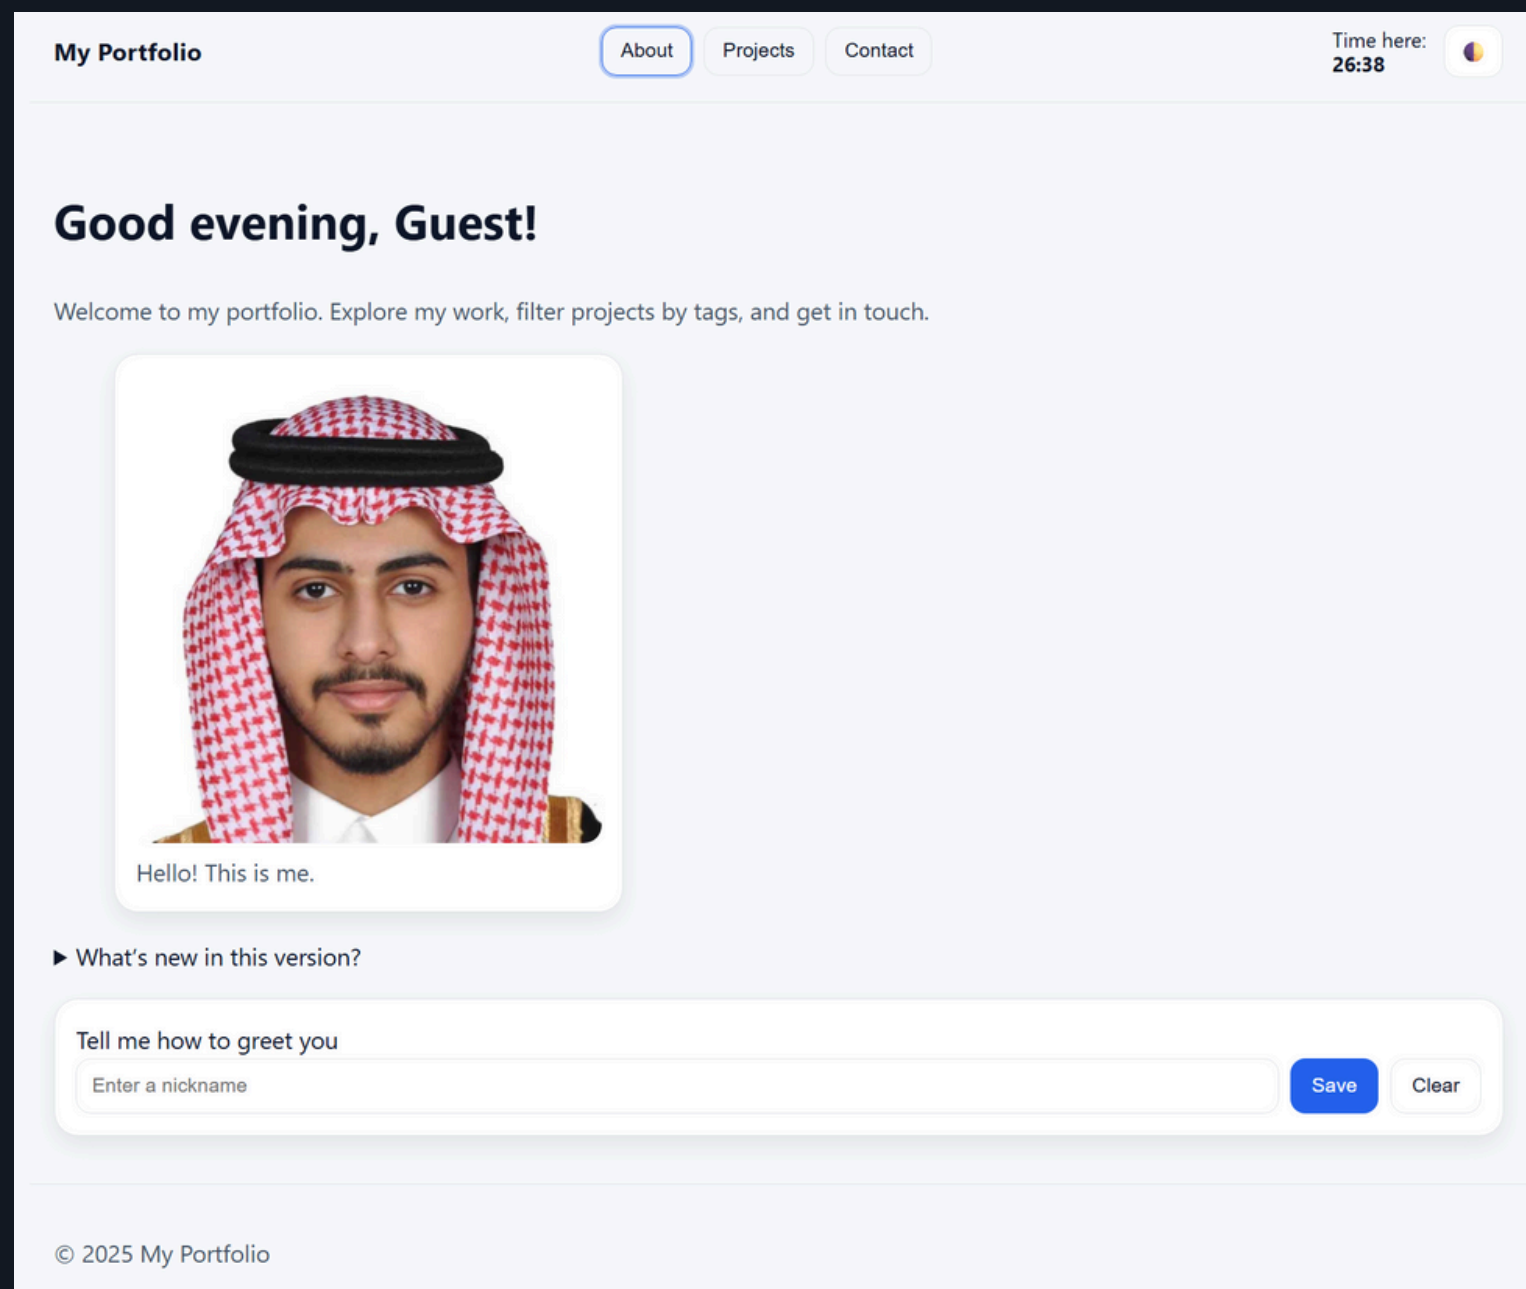 My Portfolio
About
Projects
Contact
Time here:
26:38
Good evening, Guest!
Welcome to my portfolio. Explore my work, filter projects by tags, and get in touch.
Hello! This is me.
What’s new in this version?
Tell me how to greet you
Enter a nickname
Save
Clear
© 2025 My Portfolio